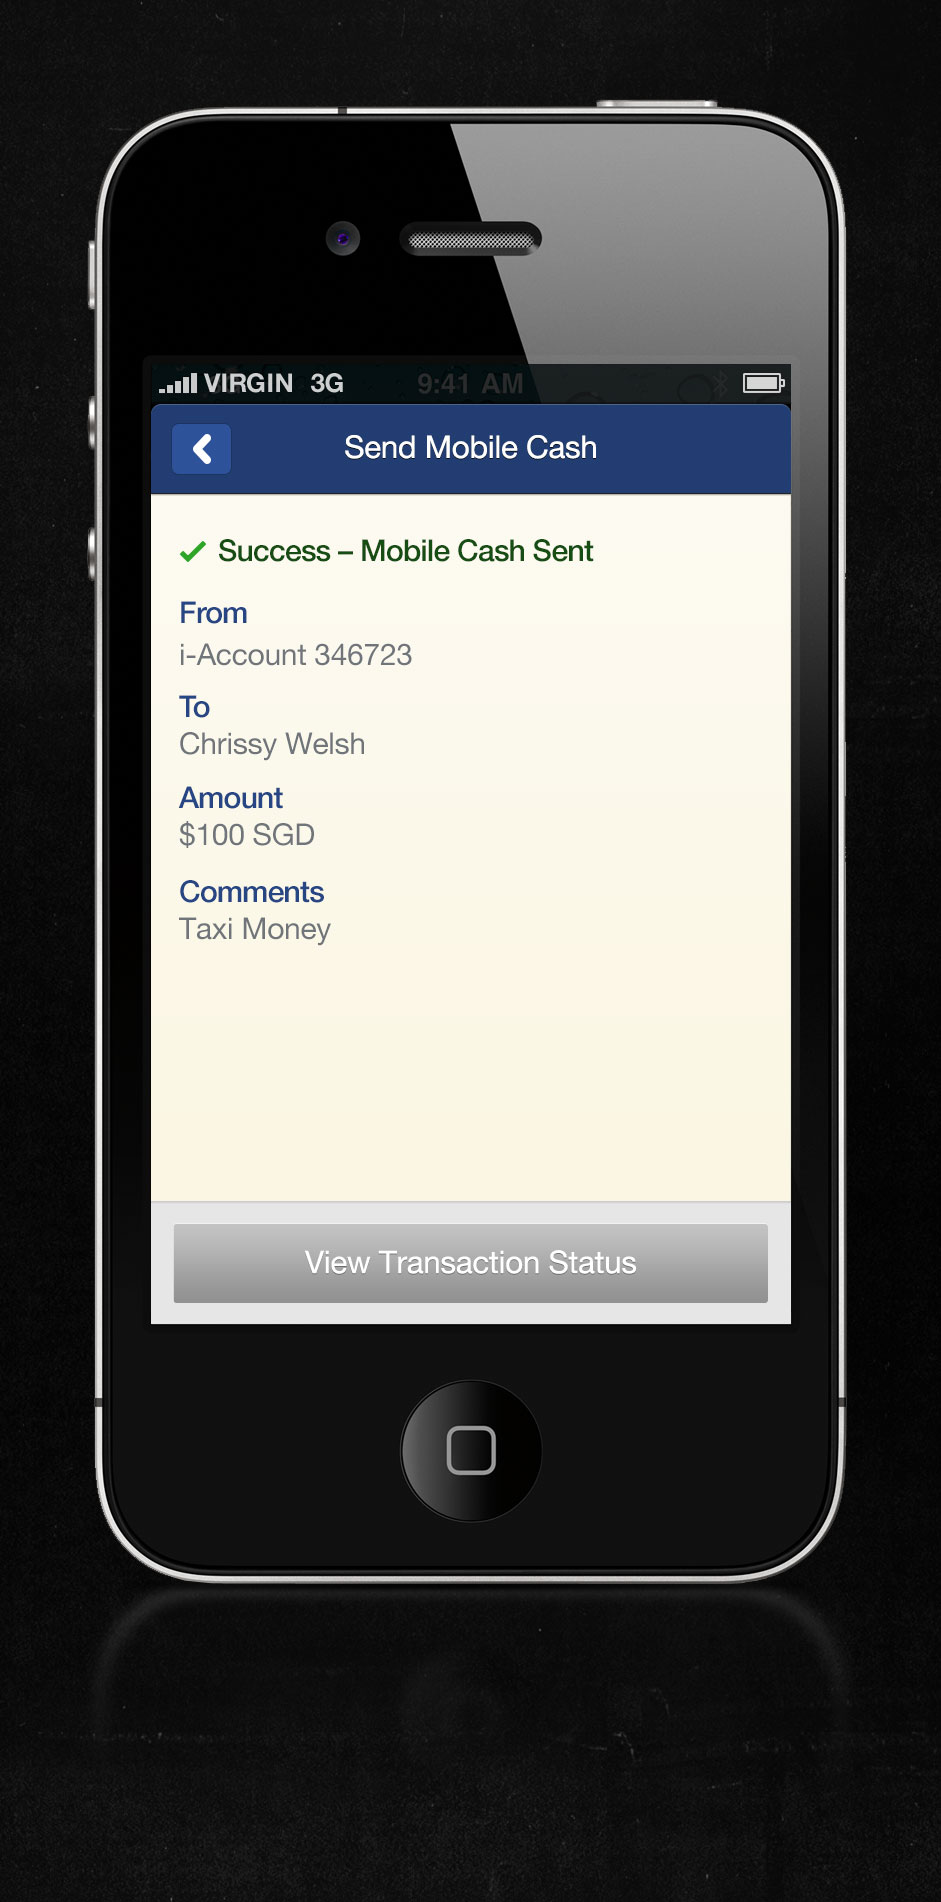 VIRGIN 3G 9:41 AM
Send Mobile Cash
Success – Mobile Cash Sent
From
i-Account 346723
To
Chrissy Welsh
Amount
$100 SGD
Comments
Taxi Money
View Transaction Status